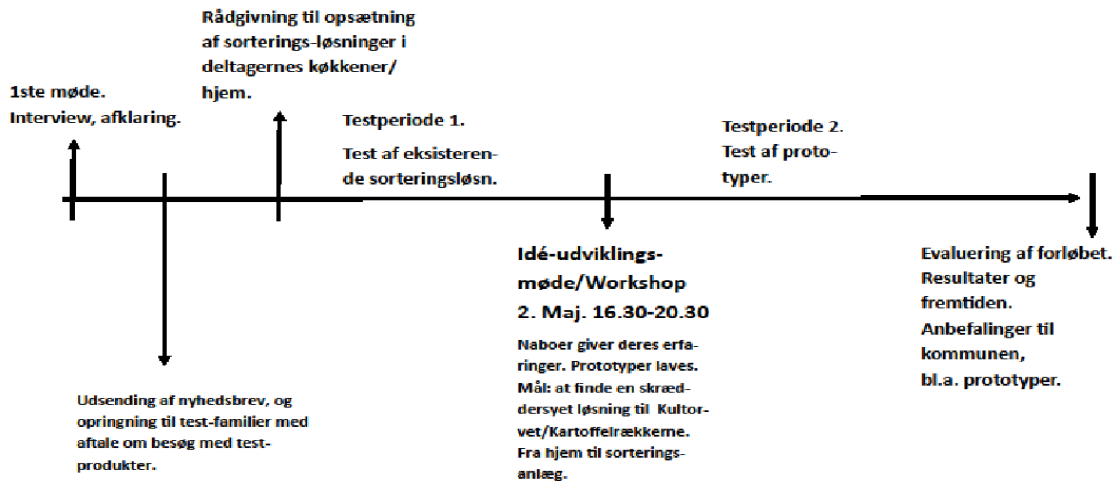 Rådgivning til opsætning
af sorterings-løsninger i
deltagernes køkkener/
hjem.
1ste møde.
Interview, afklaring.
Testperiode 1.
Test af eksisteren-
de sorteringsløsn.
Testperiode 2.
Test af proto-
typer.
Idé-udviklings-
møde/Workshop
2. Maj. 16.30-20.30
Naboer giver deres erfa-
ringer. Prototyper laves.
Mål: at finde en skræd-
dersyet løsning til Kultor-
vet/Kartoffelrækkerne.
Fra hjem til sorterings-
anlæg.
Evaluering af forløbet.
Resultater og
fremtiden.
Anbefalinger til
kommunen,
bl.a. prototyper.
Udsending af nyhedsbrev, og
opringning til test-familier med
aftale om besøg med test-
produkter.